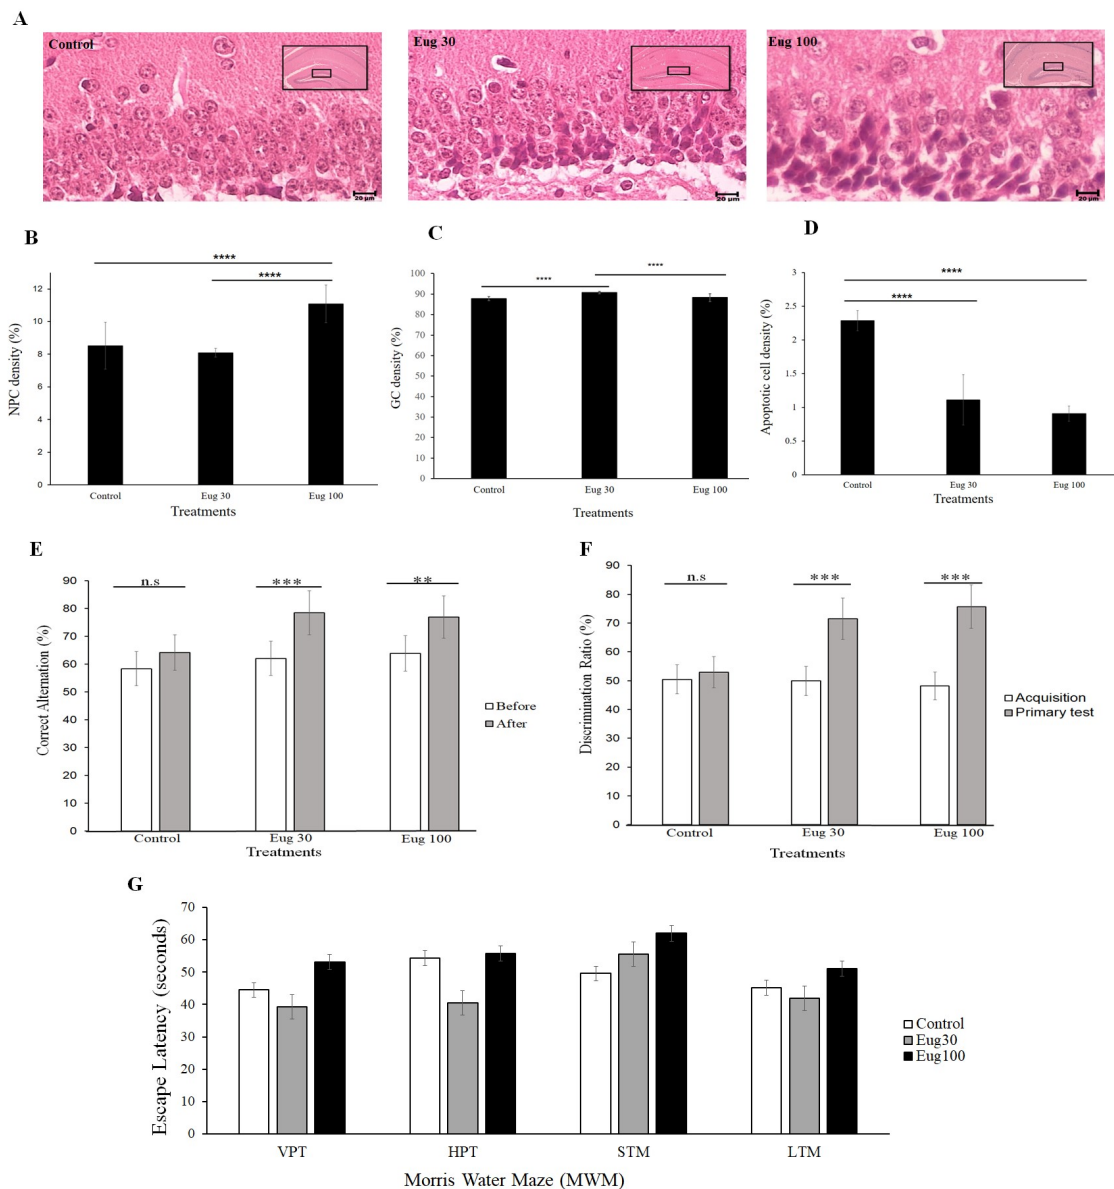 A
Control
Eug 30
Eug 100
20 µm
20 µm
20 µm
B
****
****
NPC density (%)
12
10
8
6
4
2
0
Control
Eug 30
Eug 100
Treatments
C
****
****
GC density (%)
100
90
80
70
60
50
40
30
20
10
0
Control
Eug 30
Eug 100
Treatments
D
****
****
Apoptotic cell density (%)
3
2.5
2
1.5
1
0.5
0
Control
Eug 30
Eug 100
Treatments
E
n.s
***
**
Correct Alternation (%)
90
80
70
60
50
40
30
20
10
0
Control
Eug 30
Eug 100
Treatments
Before
After
F
n.s
***
***
Discrimination Ratio (%)
90
80
70
60
50
40
30
20
10
0
Control
Eug 30
Eug 100
Treatments
Acquisition
Primary test
G
Escape Latency (seconds)
70
60
50
40
30
20
10
0
VPT
HPT
STM
LTM
Morris Water Maze (MWM)
Control
Eug30
Eug100